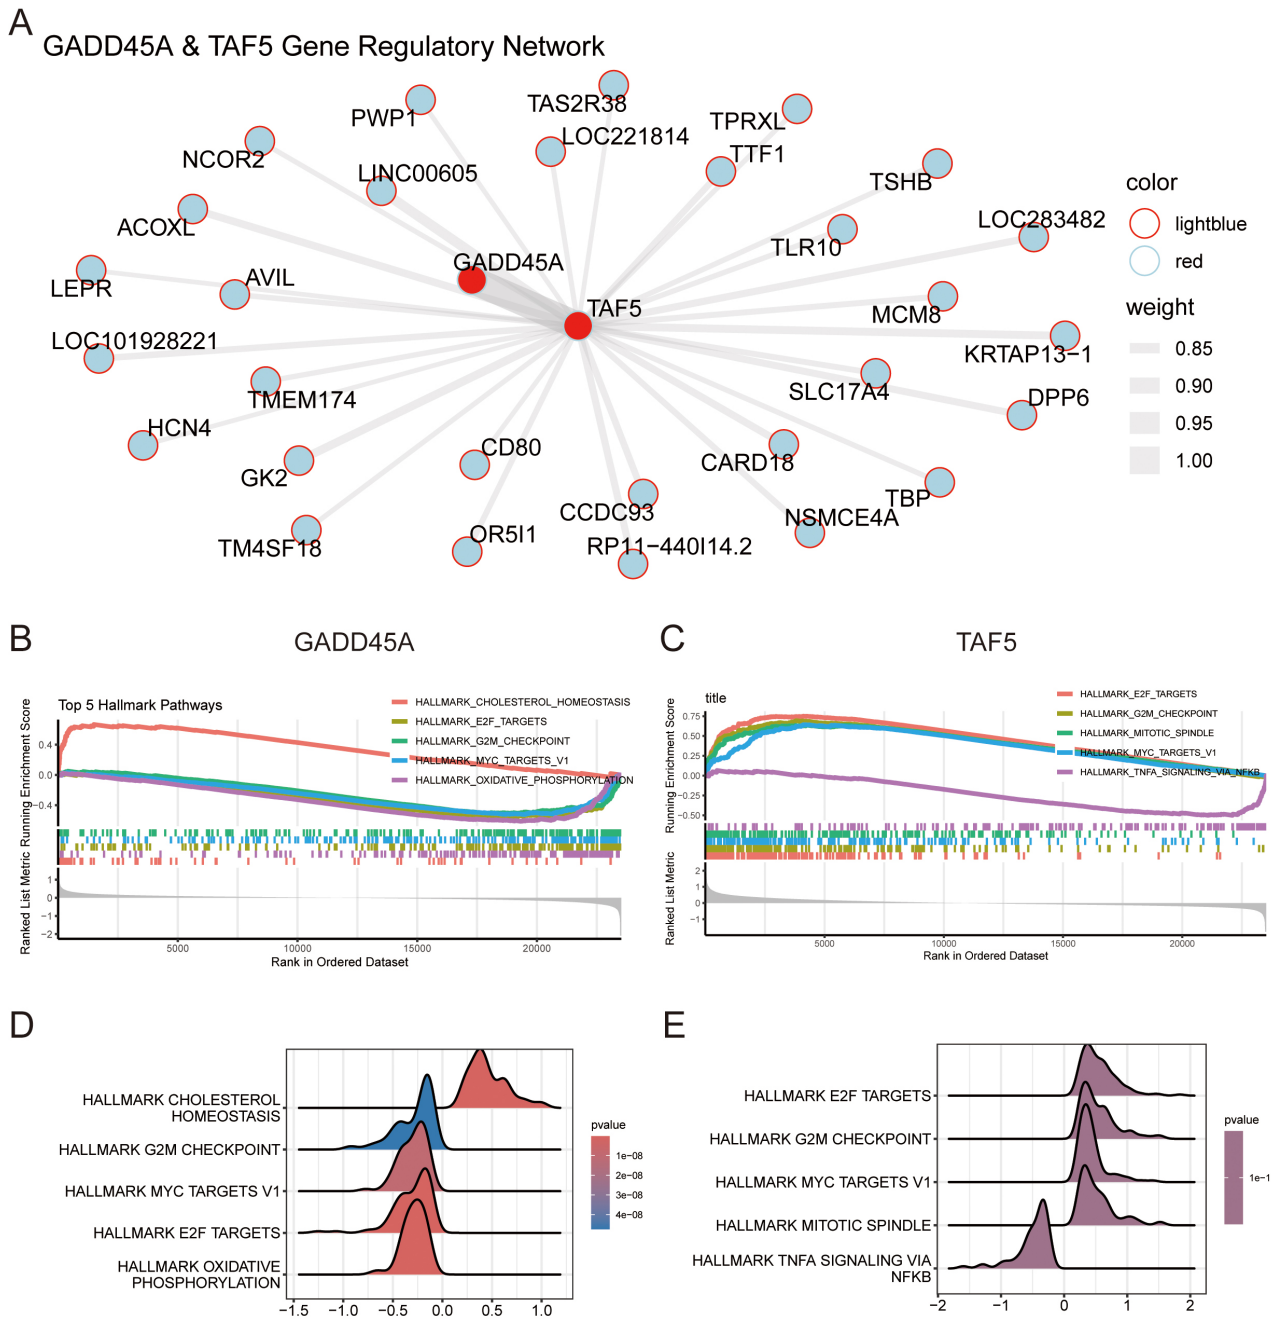 A
GADD45A & TAF5 Gene Regulatory Network
PWP1
TAS2R38
TPRXL
NCOR2
LOC221814
TTF1
LINC00605
TSHB
ACOXL
LOC283482
TLR10
GADD45A
LEPR
AVIL
TAF5
MCM8
LOC101928221
KRTAP13−1
SLC17A4
TMEM174
DPP6
HCN4
CD80
CARD18
GK2
TBP
CCDC93
NSMCE4A
TM4SF18
OR5I1
RP11−440I14.2
color
lightblue
red
weight
0.85
0.90
0.95
1.00
B
GADD45A
Top 5 Hallmark Pathways
HALLMARK_CHOLESTEROL_HOMEOSTASIS
HALLMARK_E2F_TARGETS
HALLMARK_G2M_CHECKPOINT
HALLMARK_MYC_TARGETS_V1
HALLMARK_OXIDATIVE_PHOSPHORYLATION
Running Enrichment Score
0.4
0.0
−0.4
Ranked List Metric
1
0
−1
−2
5000
10000
15000
20000
Rank in Ordered Dataset
C
TAF5
title
HALLMARK_E2F_TARGETS
HALLMARK_G2M_CHECKPOINT
HALLMARK_MITOTIC_SPINDLE
HALLMARK_MYC_TARGETS_V1
HALLMARK_TNFA_SIGNALING_VIA_NFKB
Running Enrichment Score
0.75
0.50
0.25
0.00
−0.25
−0.50
Ranked List Metric
2
1
0
−1
5000
10000
15000
20000
Rank in Ordered Dataset
D
HALLMARK CHOLESTEROL
HOMEOSTASIS
HALLMARK G2M CHECKPOINT
HALLMARK MYC TARGETS V1
HALLMARK E2F TARGETS
HALLMARK OXIDATIVE
PHOSPHORYLATION
−1.5
−1.0
−0.5
0.0
0.5
1.0
pvalue
1e−08
2e−08
3e−08
4e−08
E
HALLMARK E2F TARGETS
HALLMARK G2M CHECKPOINT
HALLMARK MYC TARGETS V1
HALLMARK MITOTIC SPINDLE
HALLMARK TNFA SIGNALING VIA
NFKB
−2
−1
0
1
2
pvalue
1e−1